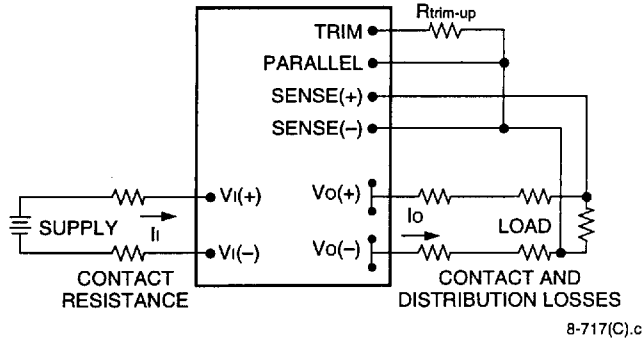 Rtrim-up
TRIM
PARALLEL
SENSE(+)
SENSE(–)
VI(+)
VO(+)
SUPPLY
II
IO
LOAD
VI(–)
VO(–)
CONTACT
RESISTANCE
CONTACT AND
DISTRIBUTION LOSSES
8-717(C).c